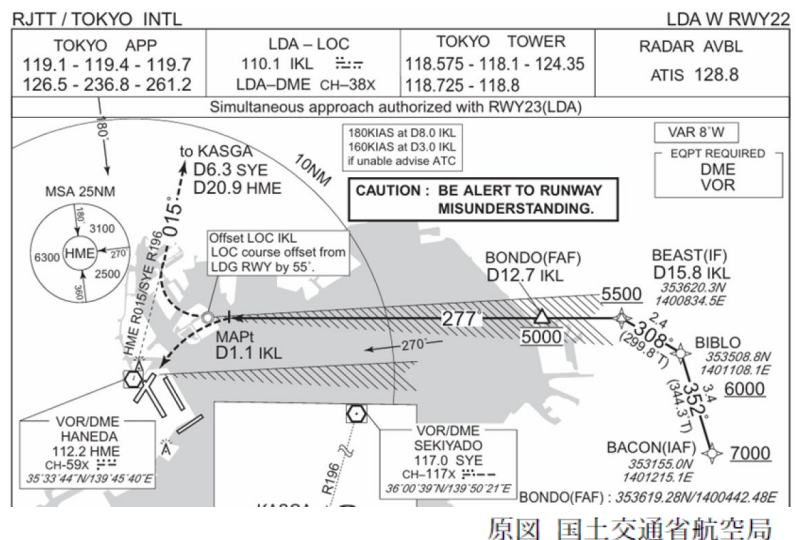 RJTT / TOKYO INTL
LDA W RWY22
TOKYO APP
119.1 - 119.4 - 119.7
126.5 - 236.8 - 261.2
LDA – LOC
110.1 IKL
LDA–DME CH–38X
TOKYO TOWER
118.575 - 118.1 - 124.35
118.725 - 118.8
RADAR AVBL
ATIS 128.8
Simultaneous approach authorized with RWY23(LDA)
180°
to KASGA
D6.3 SYE
D20.9 HME
10NM
180KIAS at D8.0 IKL
160KIAS at D3.0 IKL
if unable advise ATC
VAR 8°W
EQPT REQUIRED
DME
VOR
CAUTION : BE ALERT TO RUNWAY
MISUNDERSTANDING.
MSA 25NM
180°
3100
HME
270°
6300
2500
360°
015°
HME R015/SYE R196
Offset LOC IKL
LOC course offset from
LDG RWY by 55°.
BONDO(FAF)
D12.7 IKL
BEAST(IF)
D15.8 IKL
353620.3N
1400834.5E
5500
277°
5000
2.4
308°
(299.8°T)
MAPt
D1.1 IKL
270°
BIBLO
353508.8N
1401108.1E
3.4
352°
(344.3°T)
6000
BACON(IAF)
353155.0N
1401215.1E
7000
VOR/DME
HANEDA
112.2 HME
CH–59X
35°33′44″N/139°45′40″E
A
VOR/DME
SEKIYADO
117.0 SYE
CH–117X
36°00′39″N/139°50′21″E
R196
BONDO(FAF) : 353619.28N/1400442.48E
KASGA
原図 国土交通省航空局